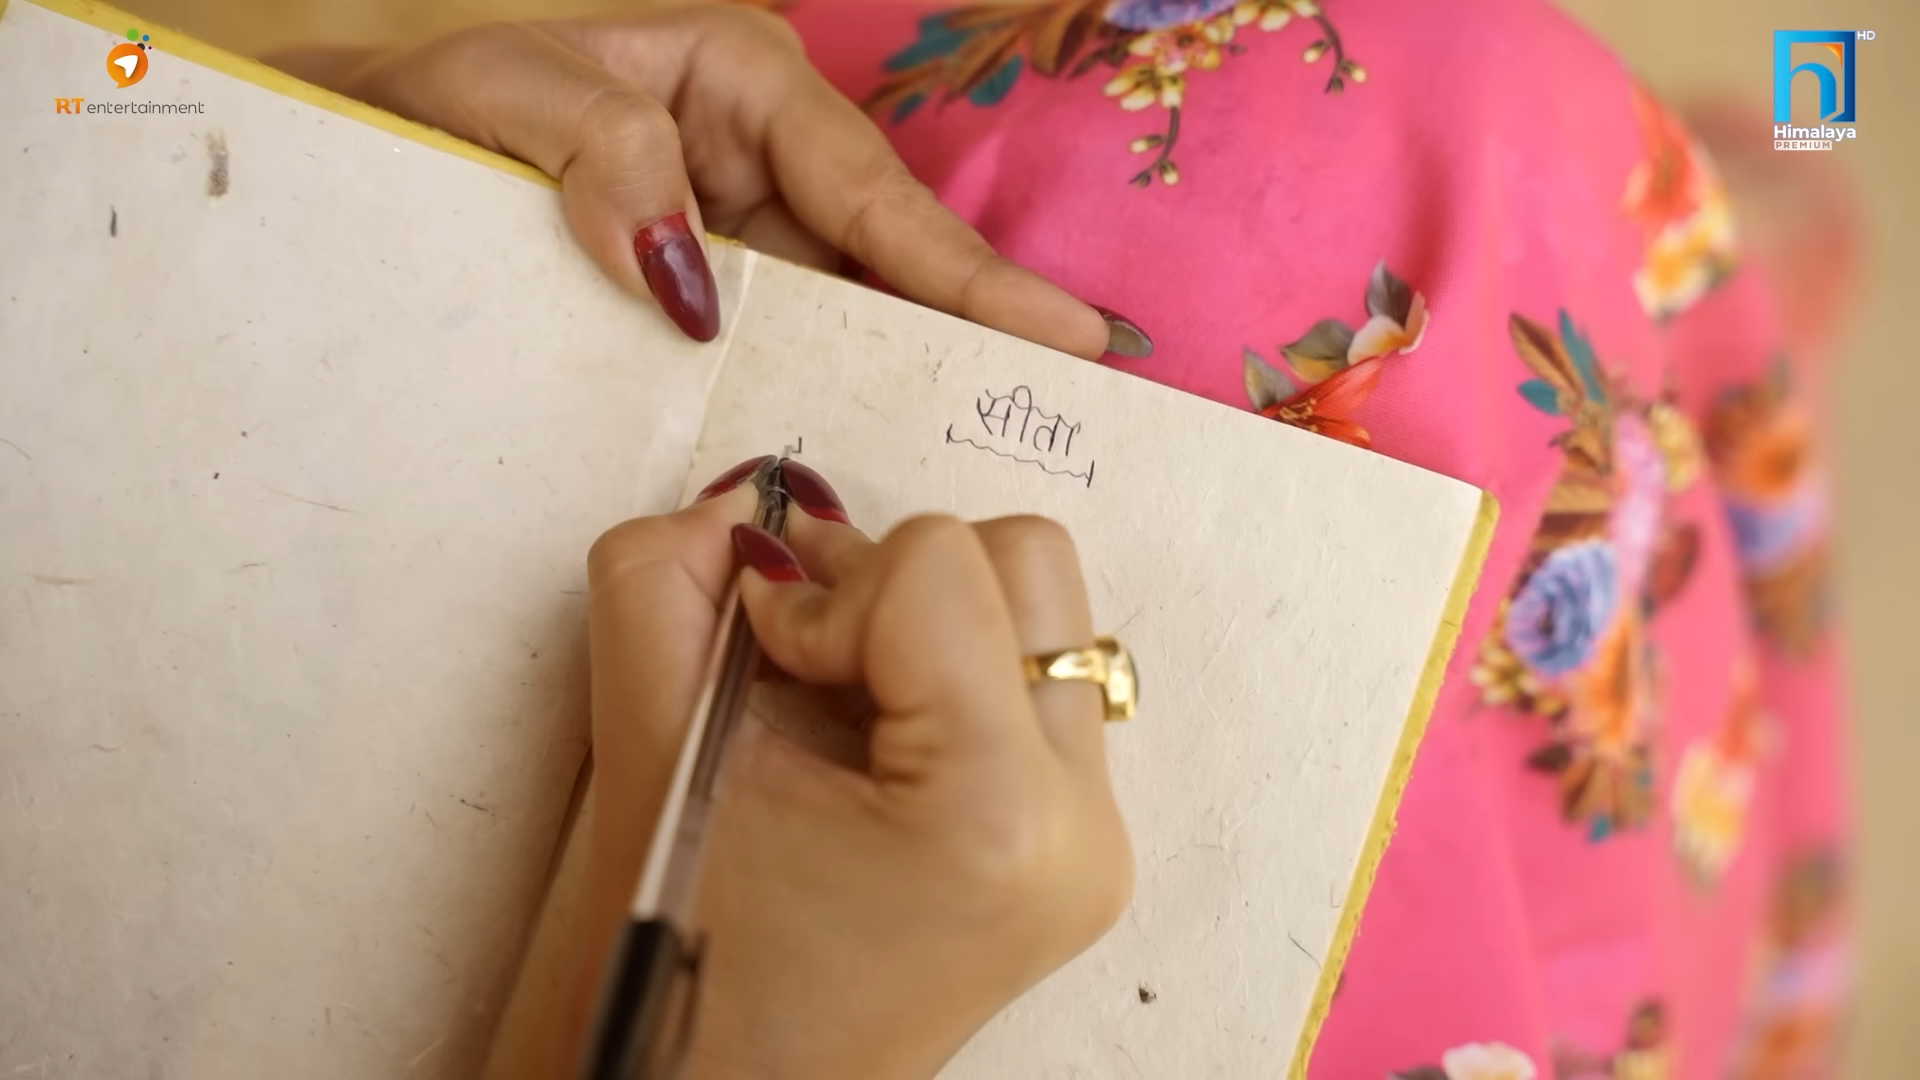 RT entertainment
HD
Himalaya
PREMIUM
सीता